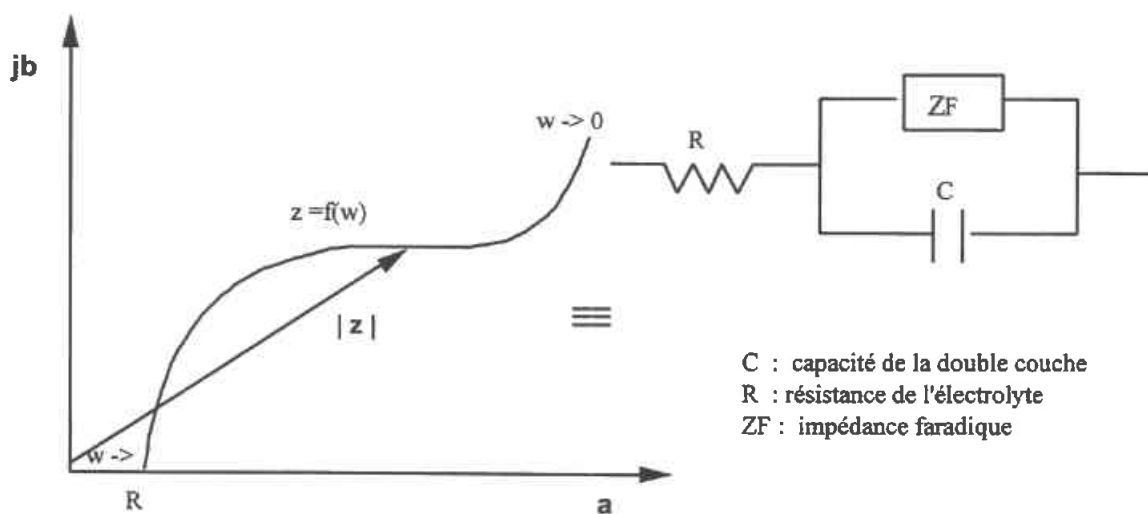 jb
w -> 0
z =f(w)
| z |
w ->
R
a
≡
R
ZF
C
C : capacité de la double couche
R : résistance de l'électrolyte
ZF : impédance faradique